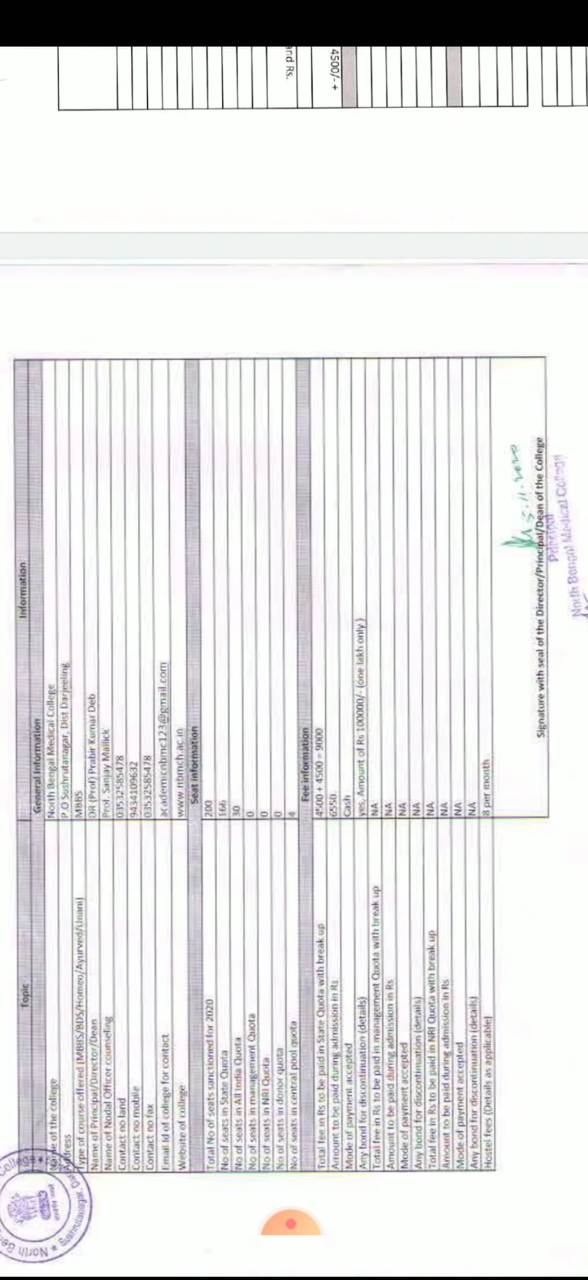 and Rs.
4500/- +
Topic Information
General Information
Name of the college North Bengal Medical College
Address P.O Sushrutanagar, Dist Darjeeling
Type of course offered (MBBS/BDS/Homeo/Ayurved/Unani) MBBS
Name of Principal/Director/Dean DR (Prof) Prabir Kumar Deb
Name of Nodal Officer counseling Prof. Sanjay Mallick
Contact no land 03532585478
Contact no mobile 9434109632
Contact no fax 03532585478
Email Id of college for contact academicnbmc123@gmail.com
Website of college www.nbmch.ac.in
Seat information
Total No of seats sanctioned for 2020 200
No of seats in State Quota 166
No of seats in All India Quota 30
No of seats in management Quota 0
No of seats in NRI Quota 0
No of seats in donor quota 0
No of seats in central pool quota 4
Fee information
Total fee in Rs to be paid in State Quota with break up 4500 + 4500 = 9000
Amount to be paid during admission in Rs 6550
Mode of payment accepted Cash
Any bond for discontinuation (details) yes, Amount of Rs 100000/- (one lakh only )
Total fee in Rs to be paid in management Quota with break up NA
Amount to be paid during admission in Rs NA
Mode of payment accepted NA
Any bond for discontinuation (details) NA
Total fee in Rs to be paid in NRI Quota with break up NA
Amount to be paid during admission in Rs NA
Mode of payment accepted NA
Any bond for discontinuation (details) NA
Hostel fees (Details as applicable) 8 per month
5.11.2020
Signature with seal of the Director/Principal/Dean of the College
Principal
North Bengal Medical College